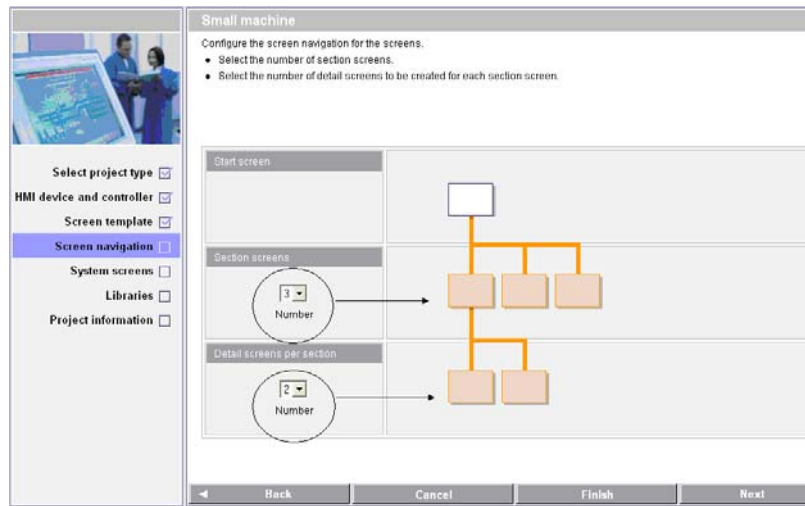 Small machine
Configure the screen navigation for the screens.
• Select the number of section screens.
• Select the number of detail screens to be created for each section screen.
Select project type
HMI device and controller
Screen template
Screen navigation
System screens
Libraries
Project information
Start screen
Section screens
3
Number
Detail screens per section
2
Number
Back
Cancel
Finish
Next